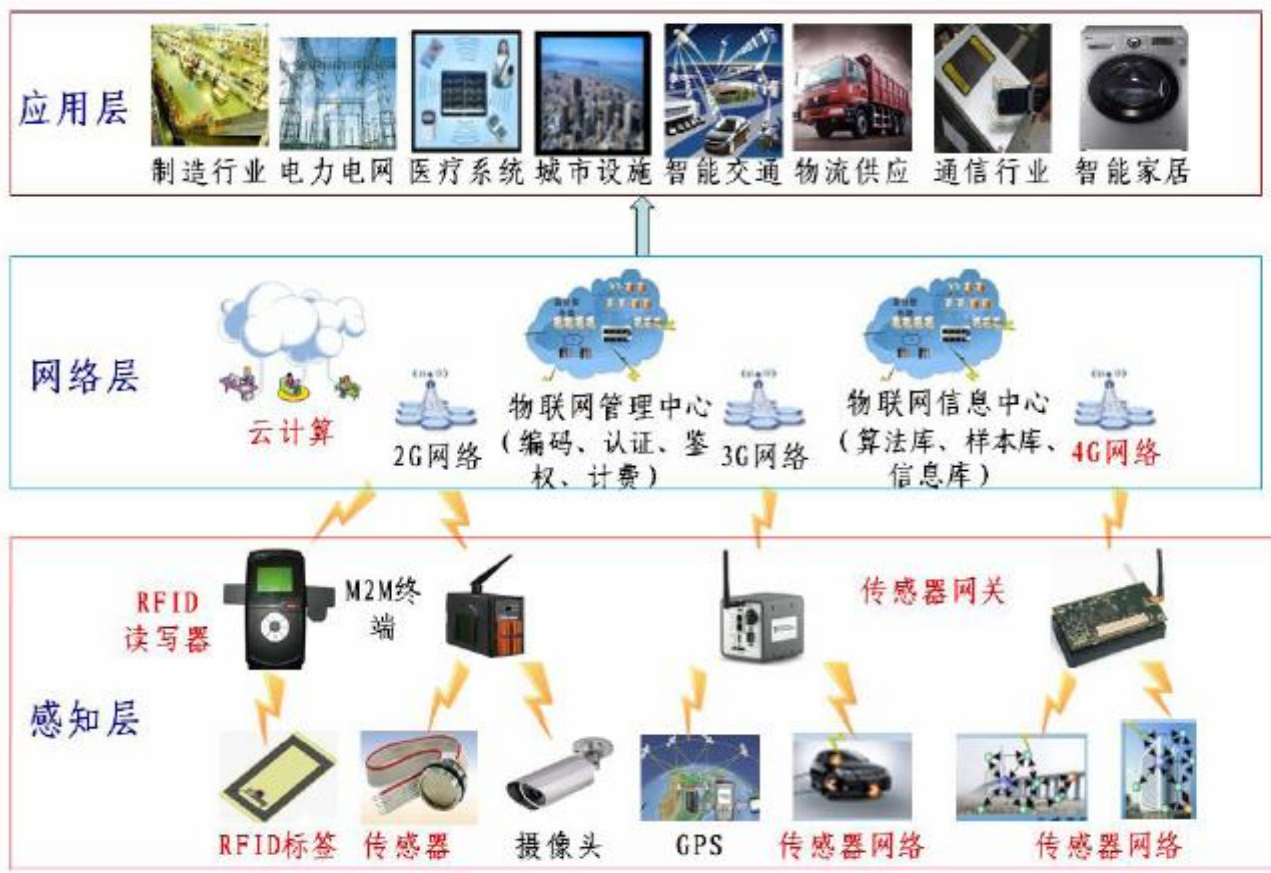 应用层
制造行业 电力电网 医疗系统 城市设施 智能交通 物流供应 通信行业 智能家居
网络层
云计算
2G网络
物联网管理中心
(编码、认证、鉴
权、计费)
3G网络
物联网信息中心
(算法库、样本库、
信息库)
4G网络
感知层
RFID
读写器
M2M终
端
传感器网关
RFID标签 传感器 摄像头 GPS 传感器网络 传感器网络